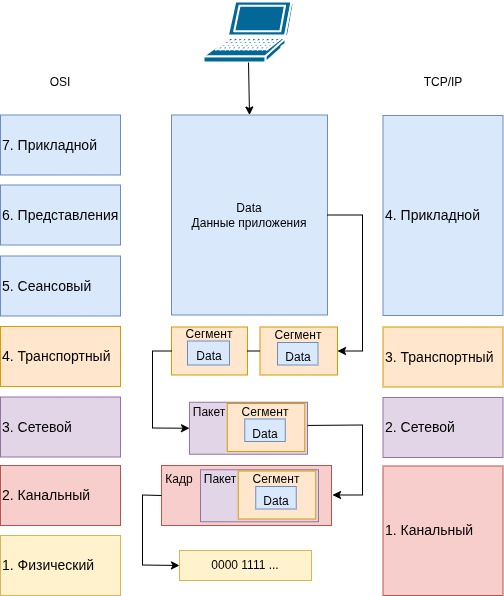 OSI
TCP/IP
7. Прикладной
6. Представления
Data
Данные приложения
4. Прикладной
5. Сеансовый
Сегмент
Сегмент
4. Транспортный
Data
Data
3. Транспортный
Пакет
Сегмент
3. Сетевой
Data
2. Сетевой
Кадр
Пакет
Сегмент
2. Канальный
Data
1. Канальный
1. Физический
0000 1111 ...